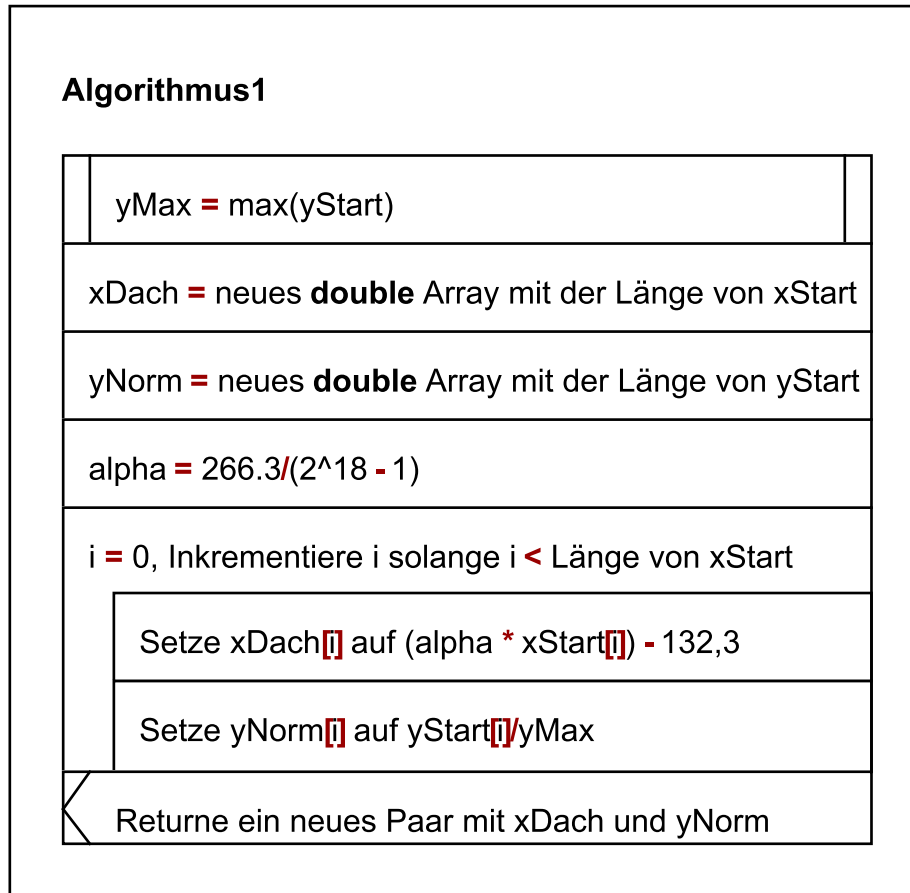 Algorithmus1
yMax = max(yStart)
xDach = neues double Array mit der Länge von xStart
yNorm = neues double Array mit der Länge von yStart
alpha = 266.3/(2^18 - 1)
i = 0, Inkrementiere i solange i < Länge von xStart
Setze xDach[i] auf (alpha * xStart[i]) - 132,3
Setze yNorm[i] auf yStart[i]/yMax
Returne ein neues Paar mit xDach und yNorm